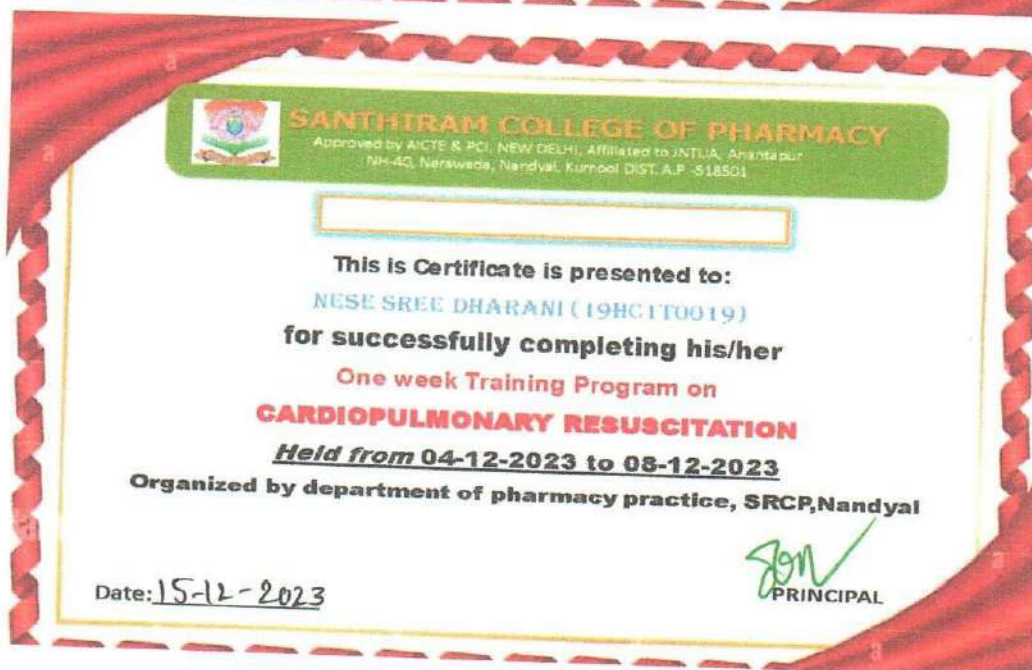 SANTHIRAM COLLEGE OF PHARMACY
Approved by AICTE & PCI, NEW DELHI, Affiliated to JNTUA, Anantapur
NH-40, Nerawada, Nandyal, Kurnool DIST. A.P -518501
This is Certificate is presented to:
NESE SREE DHARANI (19HC1T0019)
for successfully completing his/her
One week Training Program on
CARDIOPULMONARY RESUSCITATION
Held from 04-12-2023 to 08-12-2023
Organized by department of pharmacy practice, SRCP,Nandyal
Date: 15-12-2023
PRINCIPAL